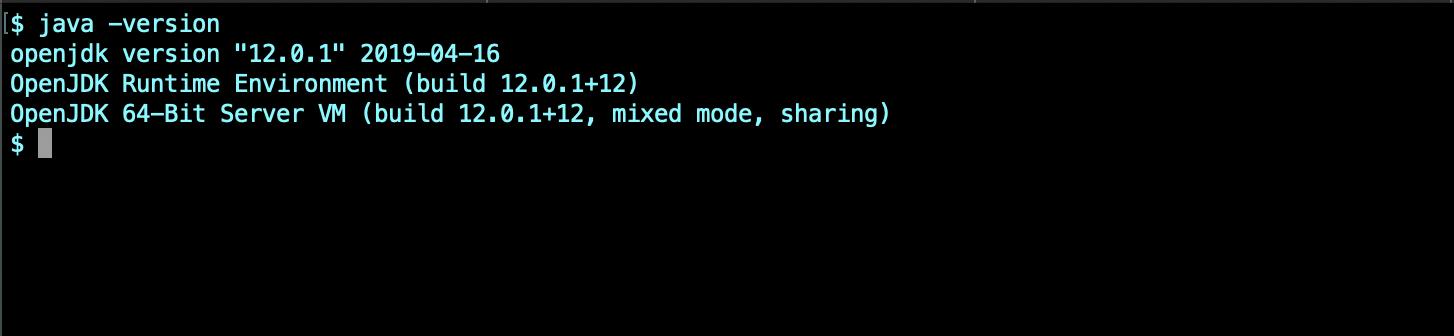 [$ java -version
openjdk version "12.0.1" 2019-04-16
OpenJDK Runtime Environment (build 12.0.1+12)
OpenJDK 64-Bit Server VM (build 12.0.1+12, mixed mode, sharing)
$